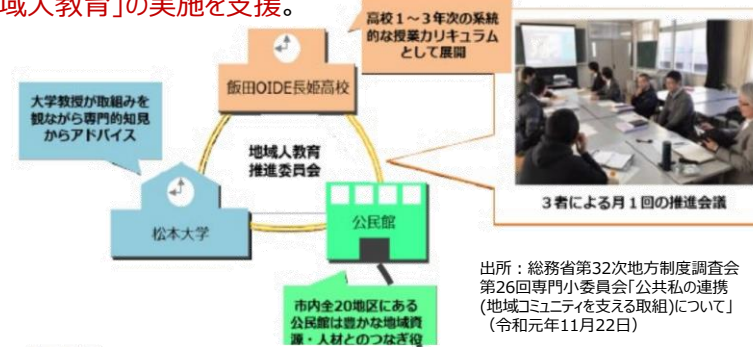 域人教育」の実施を支援。
高校１～３年次の系統
的な授業カリキュラム
として展開
飯田OIDE長姫高校
大学教授が取組みを
観ながら専門的知見
からアドバイス
地域人教育
推進委員会
３者による月１回の推進会議
松本大学
公民館
出所：総務省第32次地方制度調査会
第26回専門小委員会「公共私の連携
(地域コミュニティを支える取組)について」
（令和元年11月22日）
市内全20地区にある
公民館は豊かな地域資
源・人材とのつなぎ役